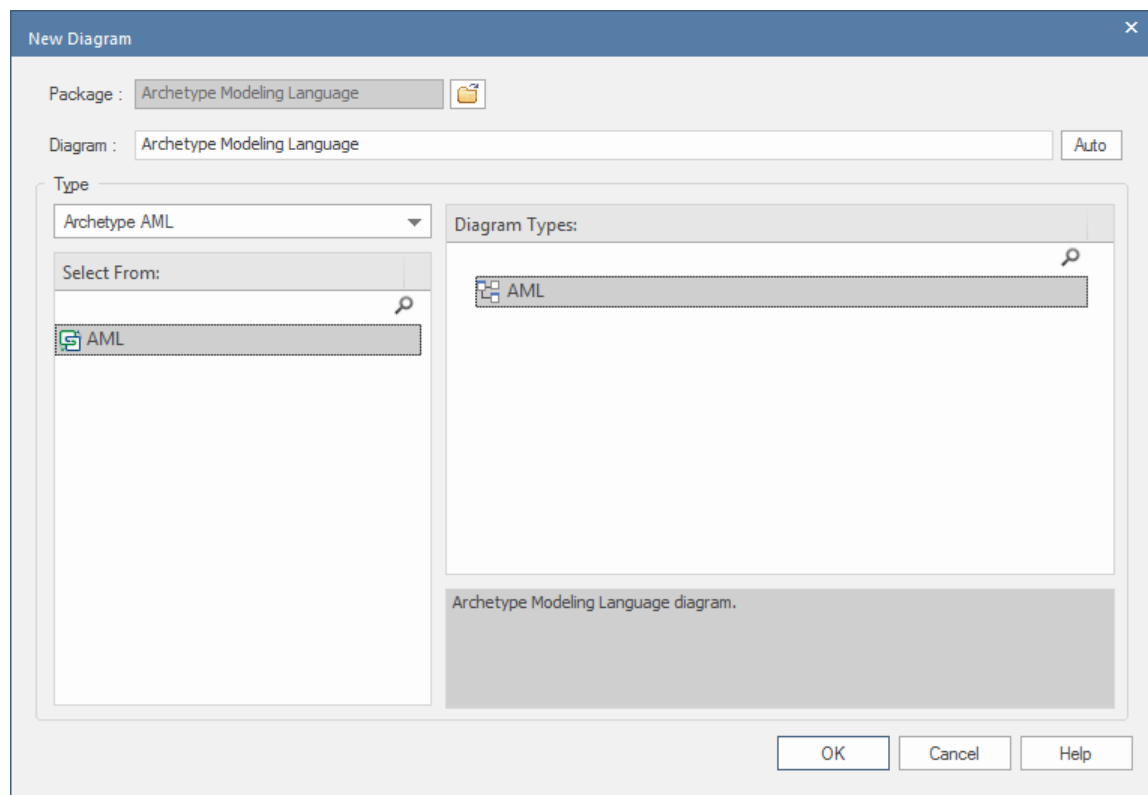 New Diagram
Package : Archetype Modeling Language
Diagram : Archetype Modeling Language Auto
Type
Archetype AML
Diagram Types:
Select From:
AML
AML
Archetype Modeling Language diagram.
OK Cancel Help